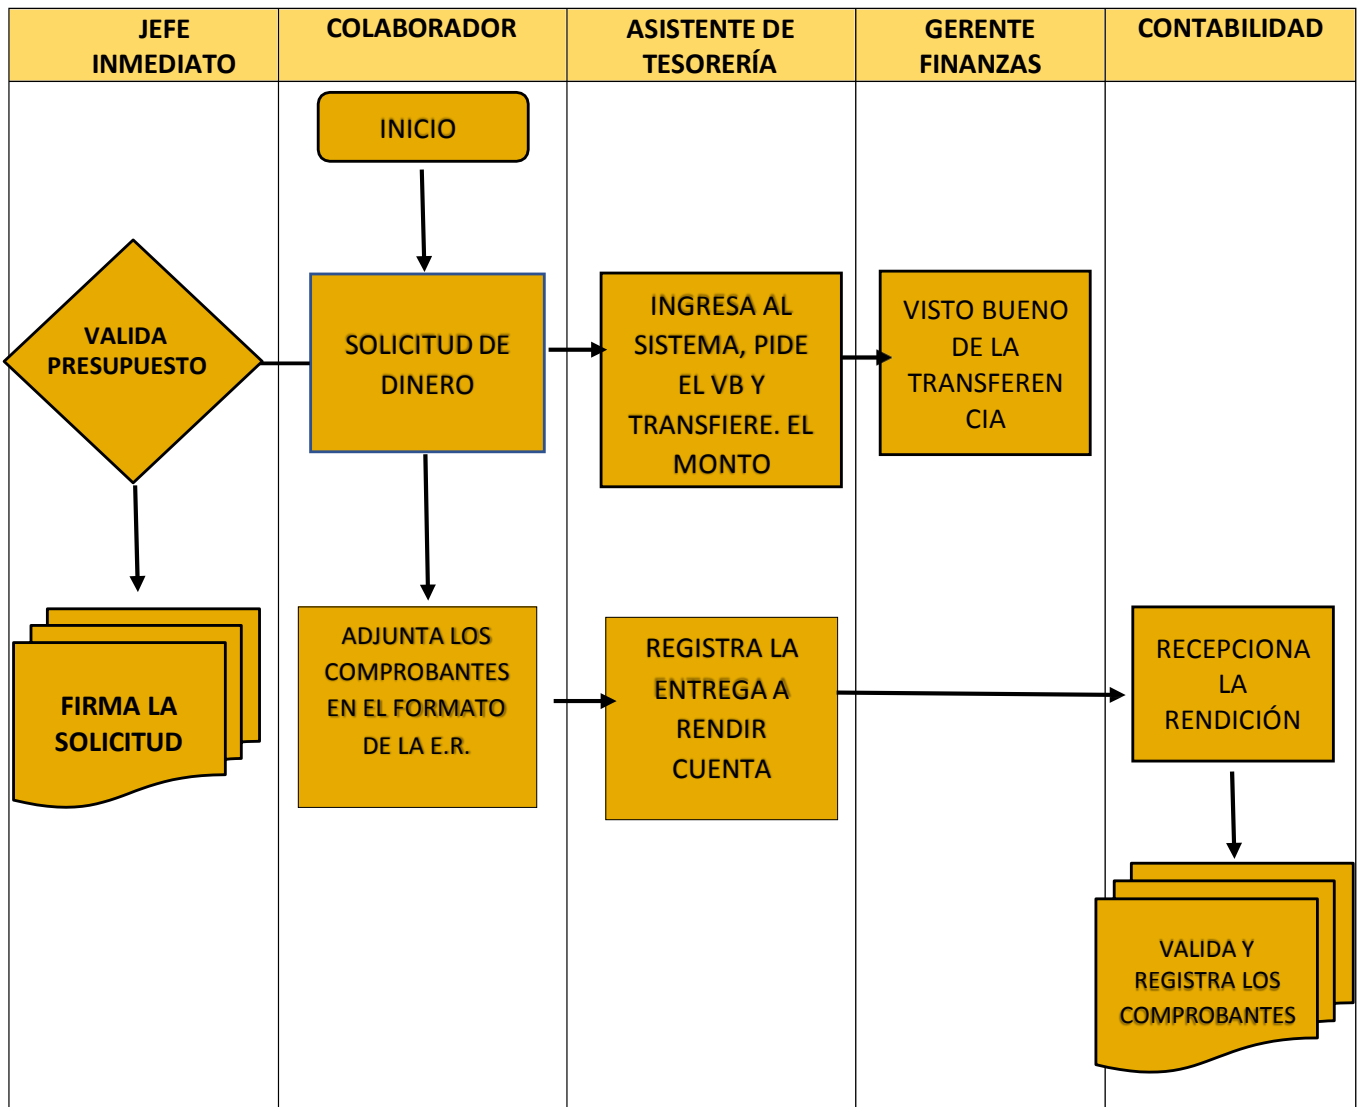 JEFE
INMEDIATO
COLABORADOR
ASISTENTE DE
TESORERÍA
GERENTE
FINANZAS
CONTABILIDAD
INICIO
VALIDA
PRESUPUESTO
SOLICITUD DE
DINERO
INGRESA AL
SISTEMA, PIDE
EL VB Y
TRANSFIERE. EL
MONTO
VISTO BUENO
DE LA
TRANSFEREN
CIA
FIRMA LA
SOLICITUD
ADJUNTA LOS
COMPROBANTES
EN EL FORMATO
DE LA E.R.
REGISTRA LA
ENTREGA A
RENDIR
CUENTA
RECEPCIONA
LA
RENDICIÓN
VALIDA Y
REGISTRA LOS
COMPROBANTES